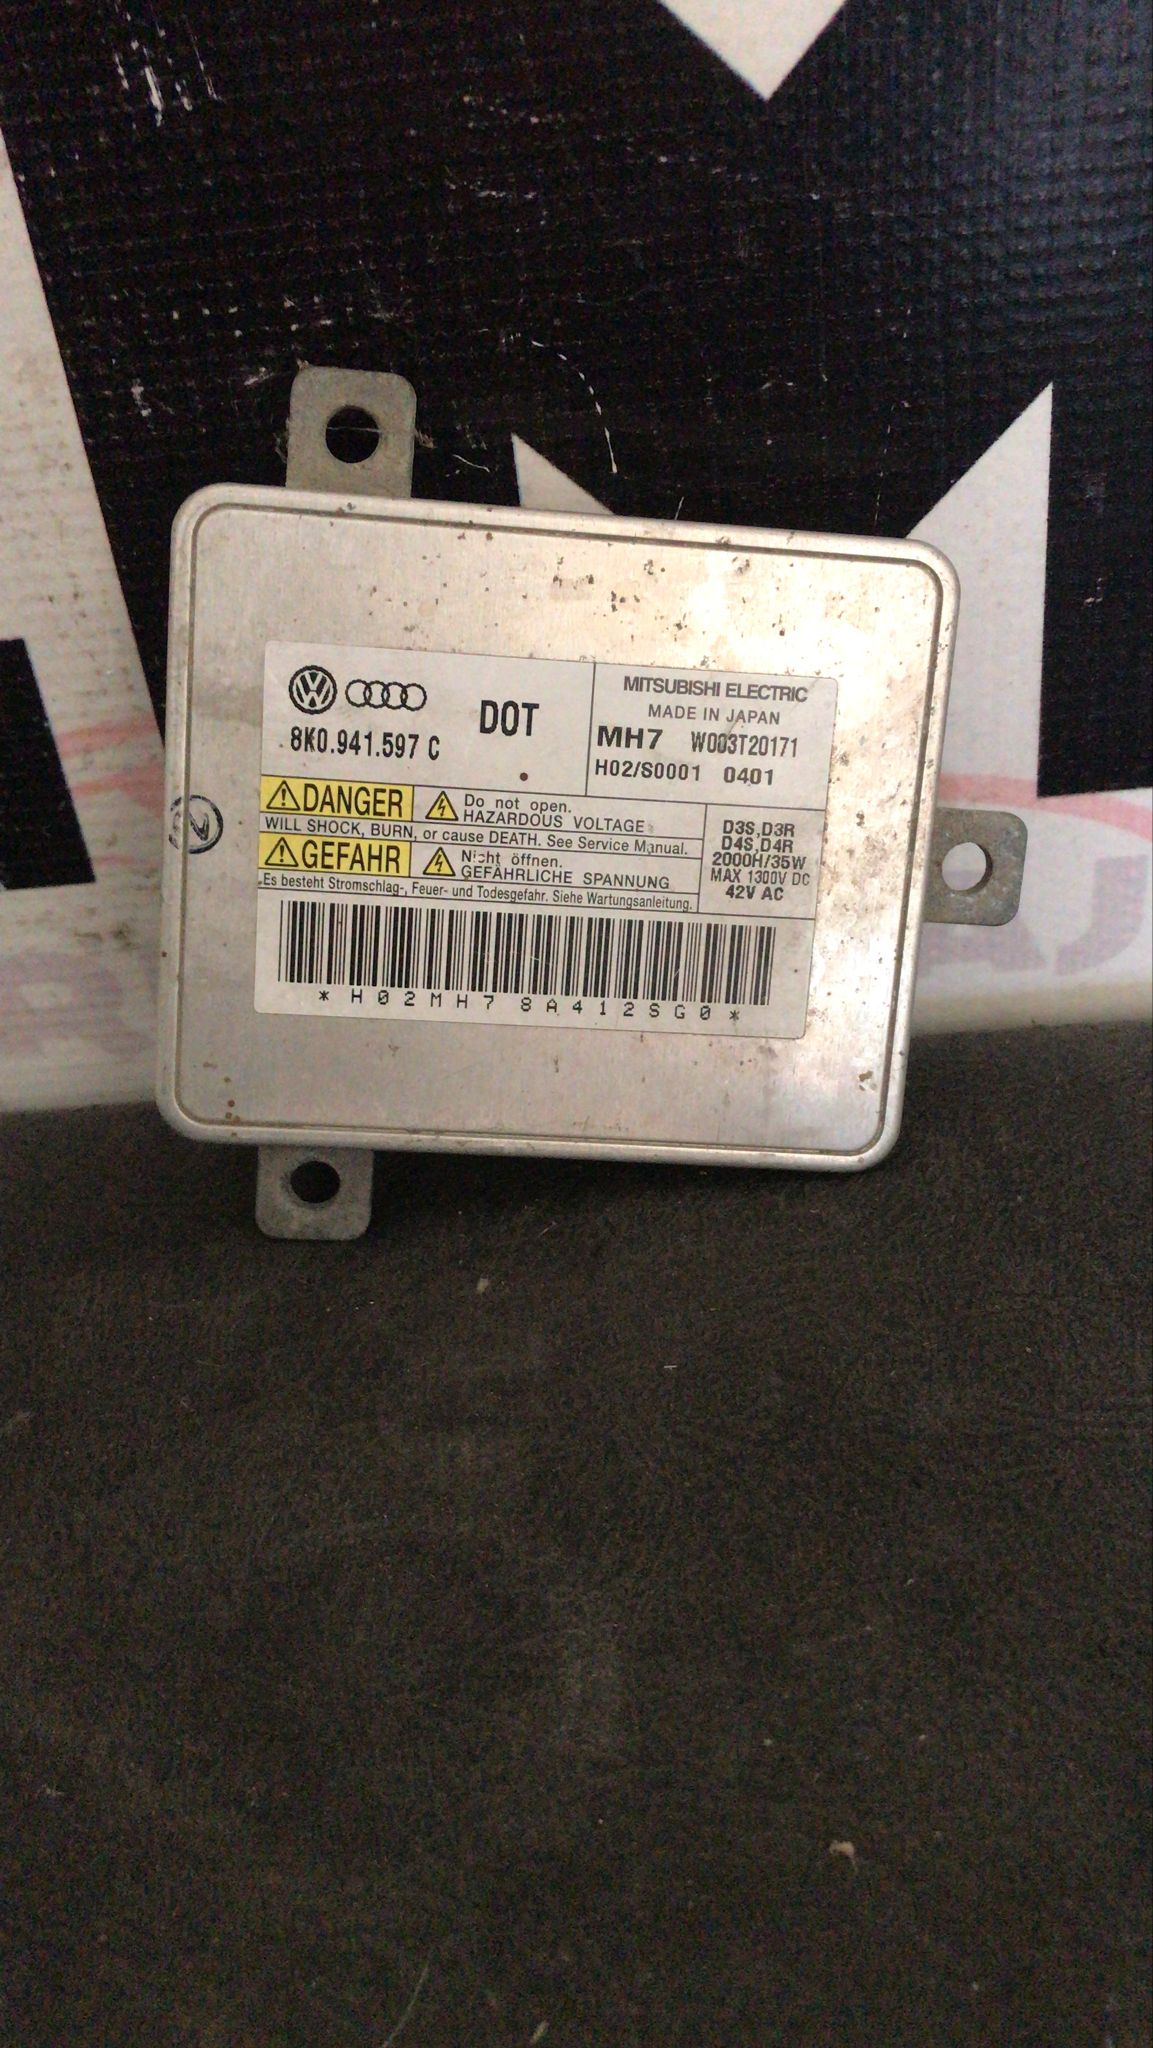 8K0.941.597 C
DOT
MITSUBISHI ELECTRIC
MADE IN JAPAN
MH7 W003T20171
H02/S0001 0401
DANGER
Do not open.
HAZARDOUS VOLTAGE
WILL SHOCK, BURN, or cause DEATH. See Service Manual.
GEFAHR
Nicht öffnen.
GEFÄHRLICHE SPANNUNG
Es besteht Stromschlag-, Feuer- und Todesgefahr. Siehe Wartungsanleitung.
D3S,D3R
D4S,D4R
2000H/35W
MAX 1300V DC
42V AC
*H02MH78A412SG0*